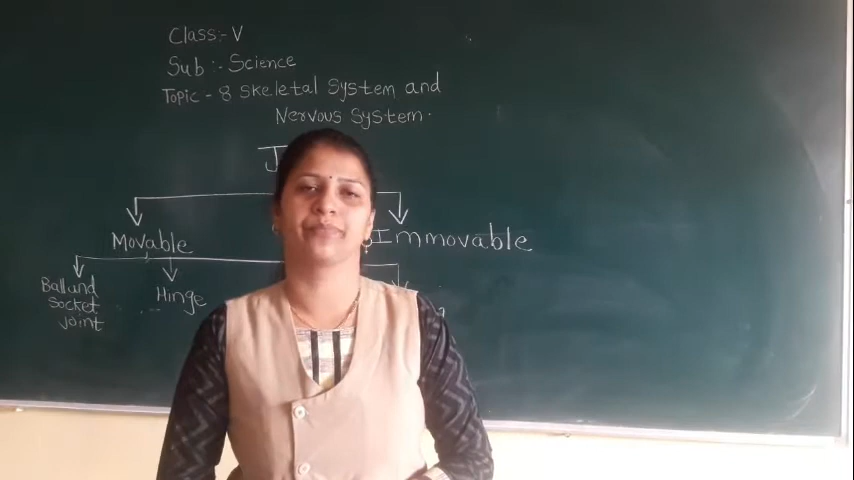 Class:- V
Sub :- Science
Topic - 8 Skeletal System and
Nervous System.
Movable
Immovable
Ball and
Socket
joint
Hinge